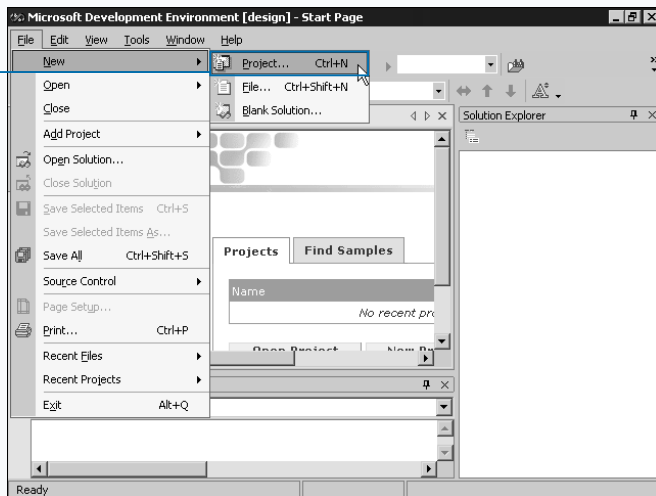 Microsoft Development Environment [design] - Start Page
File Edit View Tools Window Help
New
Project... Ctrl+N
Open
File... Ctrl+Shift+N
Close
Blank Solution...
Solution Explorer
Add Project
Open Solution...
Close Solution
Save Selected Items Ctrl+S
Save Selected Items As...
Save All Ctrl+Shift+S
Projects Find Samples
Source Control
Name
Page Setup...
No recent
Print... Ctrl+P
Open Project
Recent Files
Recent Projects
Exit Alt+Q
Ready